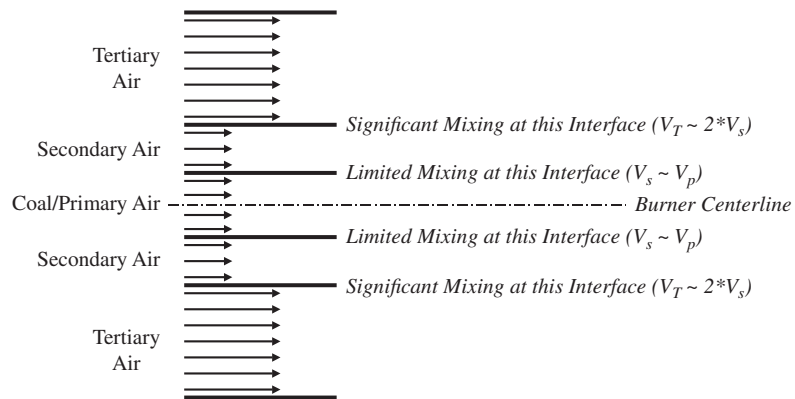 Tertiary
Air
Significant Mixing at this Interface (V_T ~ 2*V_s)
Secondary Air
Limited Mixing at this Interface (V_s ~ V_p)
Coal/Primary Air
Burner Centerline
Limited Mixing at this Interface (V_s ~ V_p)
Secondary Air
Significant Mixing at this Interface (V_T ~ 2*V_s)
Tertiary
Air